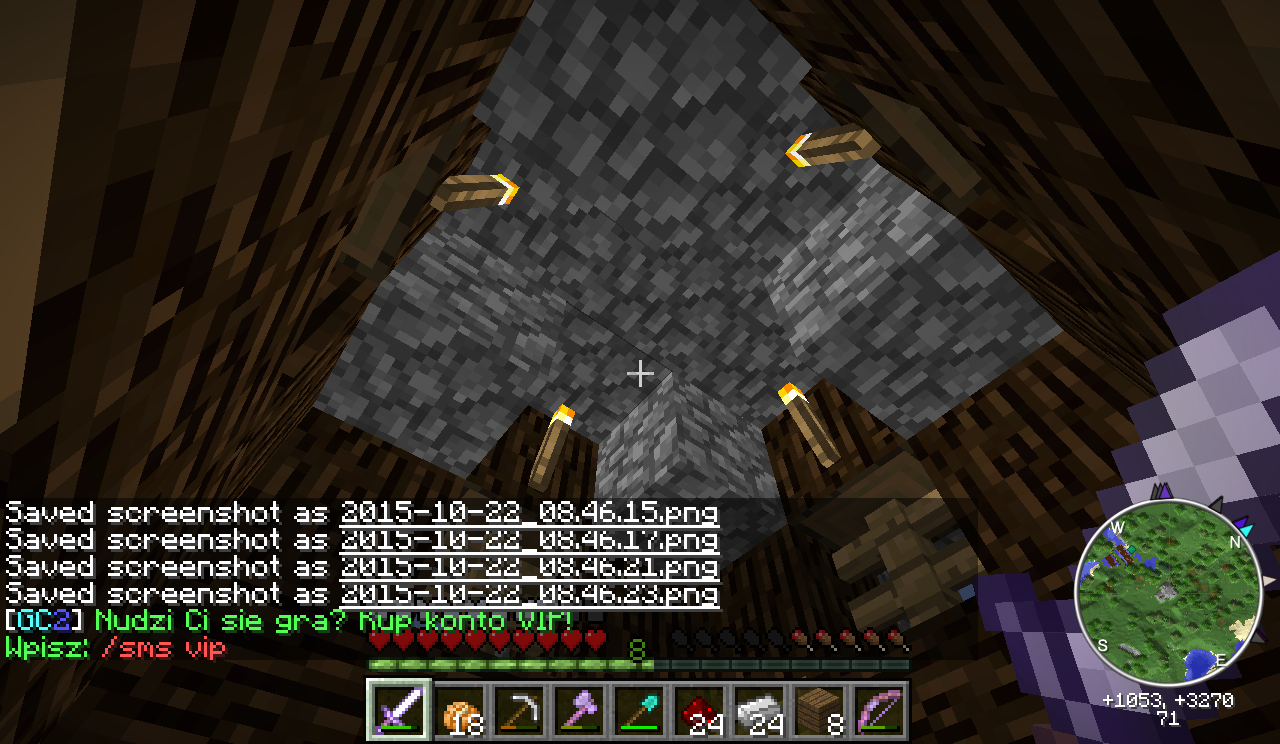 Saved screenshot as 2015-10-22_08.46.15.png
Saved screenshot as 2015-10-22_08.46.17.png
Saved screenshot as 2015-10-22_08.46.21.png
Saved screenshot as 2015-10-22_08.46.23.png
[GC2] Nudzi Ci sie gra? Kup konto VIP!
Wpisz: /sms vip
8
18 24 24 8
W
N
S
E
+1053, +3270
71